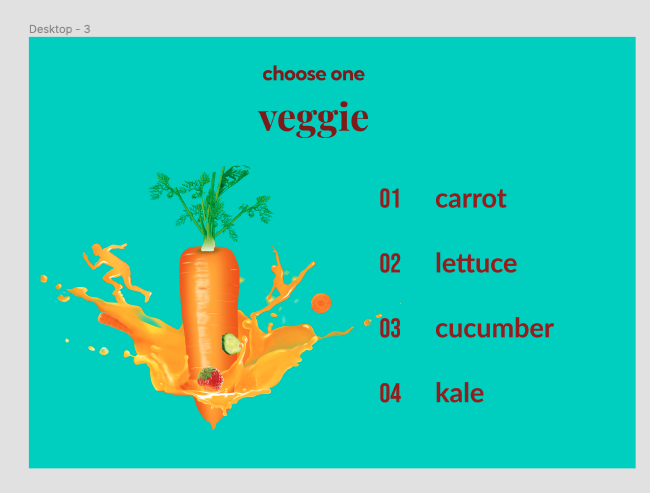 Desktop - 3
choose one
veggie
01 carrot
02 lettuce
03 cucumber
04 kale